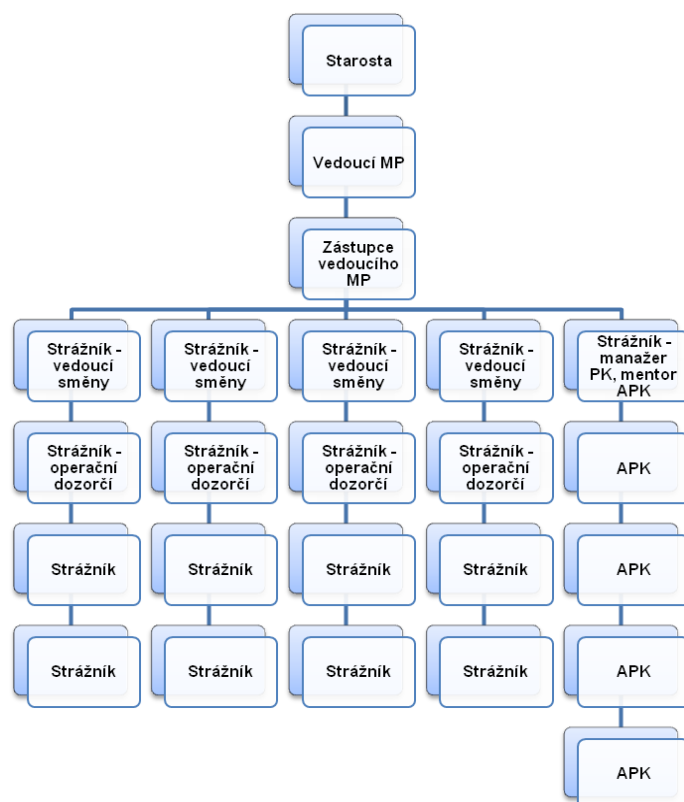 Starosta
Vedoucí MP
Zástupce
vedoucího
MP
Strážník -
vedoucí
směny
Strážník -
vedoucí
směny
Strážník -
vedoucí
směny
Strážník -
vedoucí
směny
Strážník -
manažer
PK, mentor
APK
Strážník -
operační
dozorčí
Strážník -
operační
dozorčí
Strážník -
operační
dozorčí
Strážník -
operační
dozorčí
APK
Strážník
Strážník
Strážník
Strážník
APK
Strážník
Strážník
Strážník
Strážník
APK
APK